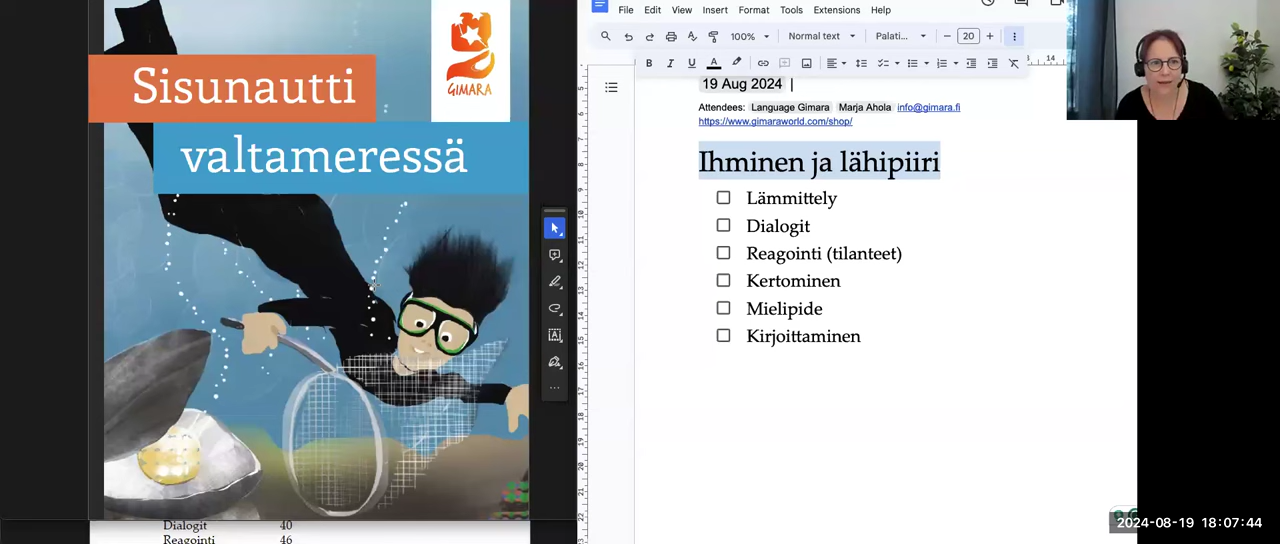 Sisunautti
valtameressä
GIMARA
Dialogit 40
Reagointi 46
File Edit View Insert Format Tools Extensions Help
100% Normal text Palati... 20
B I U A
19 Aug 2024
Attendees: Language Gimara Marja Ahola info@gimara.fi
https://www.gimaraworld.com/shop/
Ihminen ja lähipiiri
Lämmittely
Dialogit
Reagointi (tilanteet)
Kertominen
Mielipide
Kirjoittaminen
2024-08-19 18:07:44